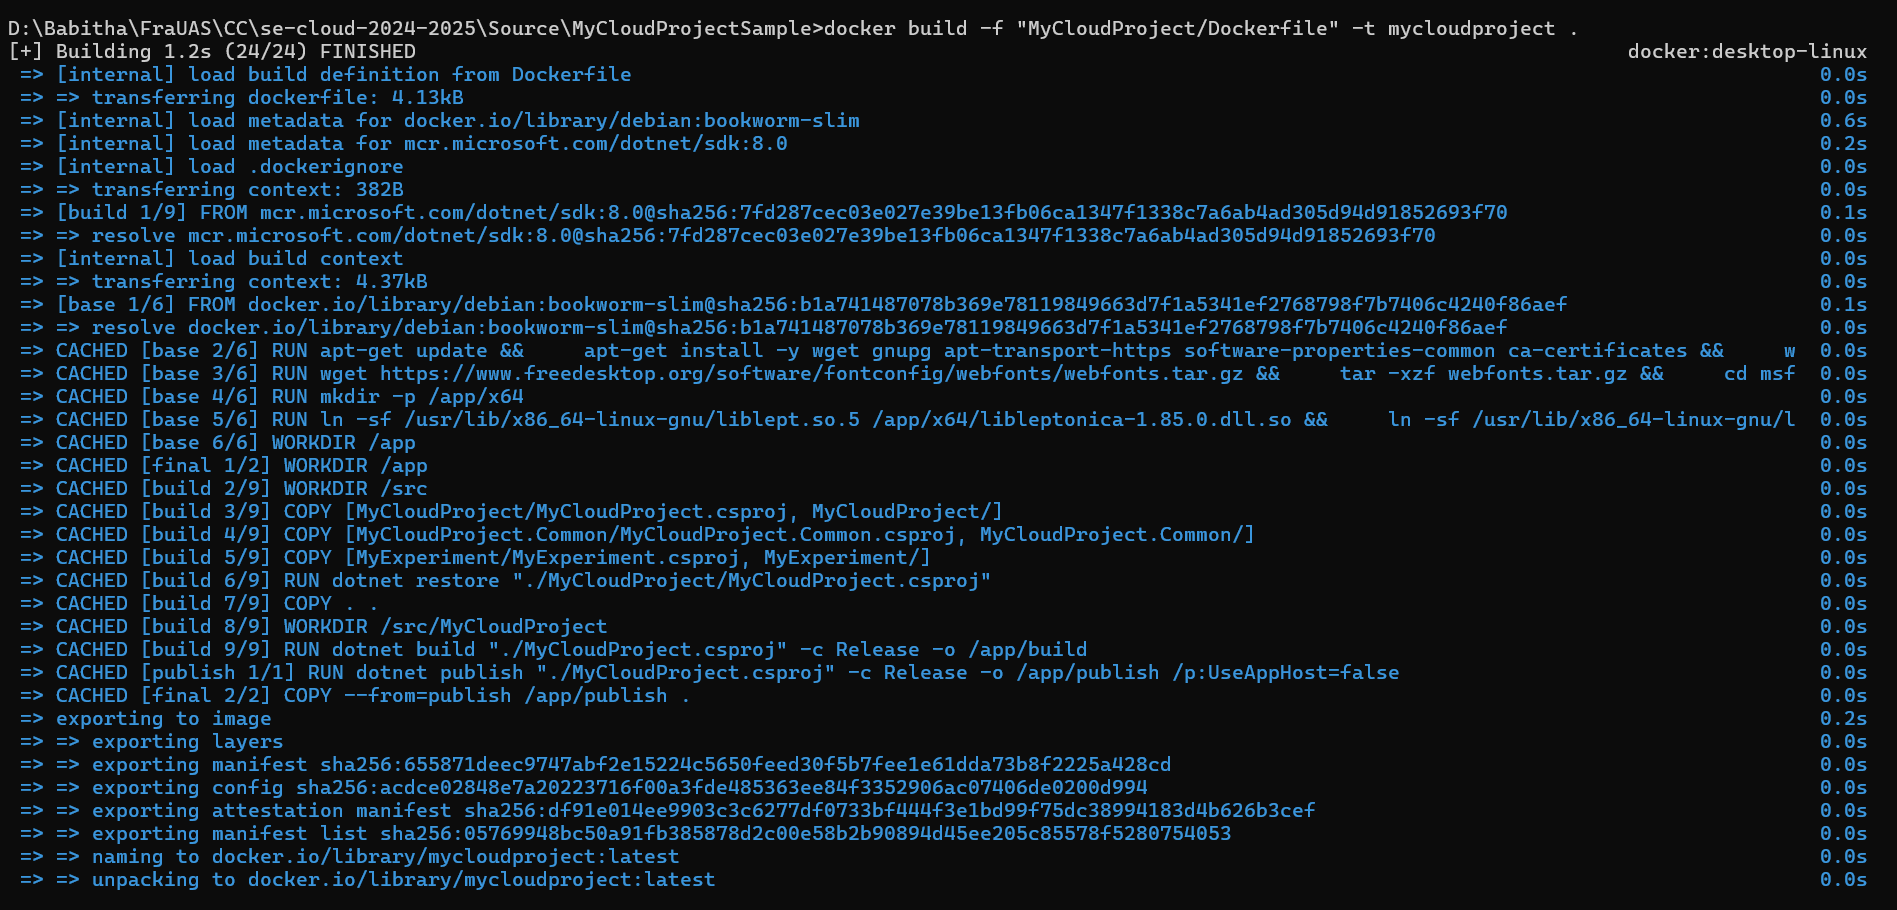 D:\Babitha\FraUAS\CC\se-cloud-2024-2025\Source\MyCloudProjectSample>docker build -f "MyCloudProject/Dockerfile" -t mycloudproject .
[+] Building 1.2s (24/24) FINISHED docker:desktop-linux
=> [internal] load build definition from Dockerfile 0.0s
=> => transferring dockerfile: 4.13kB 0.0s
=> [internal] load metadata for docker.io/library/debian:bookworm-slim 0.6s
=> [internal] load metadata for mcr.microsoft.com/dotnet/sdk:8.0 0.2s
=> [internal] load .dockerignore 0.0s
=> => transferring context: 382B 0.0s
=> [build 1/9] FROM mcr.microsoft.com/dotnet/sdk:8.0@sha256:7fd287cec03e027e39be13fb06ca1347f1338c7a6ab4ad305d94d91852693f70 0.1s
=> => resolve mcr.microsoft.com/dotnet/sdk:8.0@sha256:7fd287cec03e027e39be13fb06ca1347f1338c7a6ab4ad305d94d91852693f70 0.0s
=> [internal] load build context 0.0s
=> => transferring context: 4.37kB 0.0s
=> [base 1/6] FROM docker.io/library/debian:bookworm-slim@sha256:b1a741487078b369e78119849663d7f1a5341ef2768798f7b7406c4240f86aef 0.1s
=> => resolve docker.io/library/debian:bookworm-slim@sha256:b1a741487078b369e78119849663d7f1a5341ef2768798f7b7406c4240f86aef 0.0s
=> CACHED [base 2/6] RUN apt-get update && apt-get install -y wget gnupg apt-transport-https software-properties-common ca-certificates && w 0.0s
=> CACHED [base 3/6] RUN wget https://www.freedesktop.org/software/fontconfig/webfonts/webfonts.tar.gz && tar -xzf webfonts.tar.gz && cd msf 0.0s
=> CACHED [base 4/6] RUN mkdir -p /app/x64 0.0s
=> CACHED [base 5/6] RUN ln -sf /usr/lib/x86_64-linux-gnu/liblept.so.5 /app/x64/libleptonica-1.85.0.dll.so && ln -sf /usr/lib/x86_64-linux-gnu/l 0.0s
=> CACHED [base 6/6] WORKDIR /app 0.0s
=> CACHED [final 1/2] WORKDIR /app 0.0s
=> CACHED [build 2/9] WORKDIR /src 0.0s
=> CACHED [build 3/9] COPY [MyCloudProject/MyCloudProject.csproj, MyCloudProject/] 0.0s
=> CACHED [build 4/9] COPY [MyCloudProject.Common/MyCloudProject.Common.csproj, MyCloudProject.Common/] 0.0s
=> CACHED [build 5/9] COPY [MyExperiment/MyExperiment.csproj, MyExperiment/] 0.0s
=> CACHED [build 6/9] RUN dotnet restore "./MyCloudProject/MyCloudProject.csproj" 0.0s
=> CACHED [build 7/9] COPY . . 0.0s
=> CACHED [build 8/9] WORKDIR /src/MyCloudProject 0.0s
=> CACHED [build 9/9] RUN dotnet build "./MyCloudProject.csproj" -c Release -o /app/build 0.0s
=> CACHED [publish 1/1] RUN dotnet publish "./MyCloudProject.csproj" -c Release -o /app/publish /p:UseAppHost=false 0.0s
=> CACHED [final 2/2] COPY --from=publish /app/publish . 0.0s
=> exporting to image 0.2s
=> => exporting layers 0.0s
=> => exporting manifest sha256:655871deec9747abf2e15224c5650feed30f5b7fee1e61dda73b8f2225a428cd 0.0s
=> => exporting config sha256:acdce02848e7a20223716f00a3fde485363ee84f3352906ac07406de0200d994 0.0s
=> => exporting attestation manifest sha256:df91e014ee9903c3c6277df0733bf444f3e1bd99f75dc38994183d4b626b3cef 0.0s
=> => exporting manifest list sha256:05769948bc50a91fb385878d2c00e58b2b90894d45ee205c85578f5280754053 0.0s
=> => naming to docker.io/library/mycloudproject:latest 0.0s
=> => unpacking to docker.io/library/mycloudproject:latest 0.0s